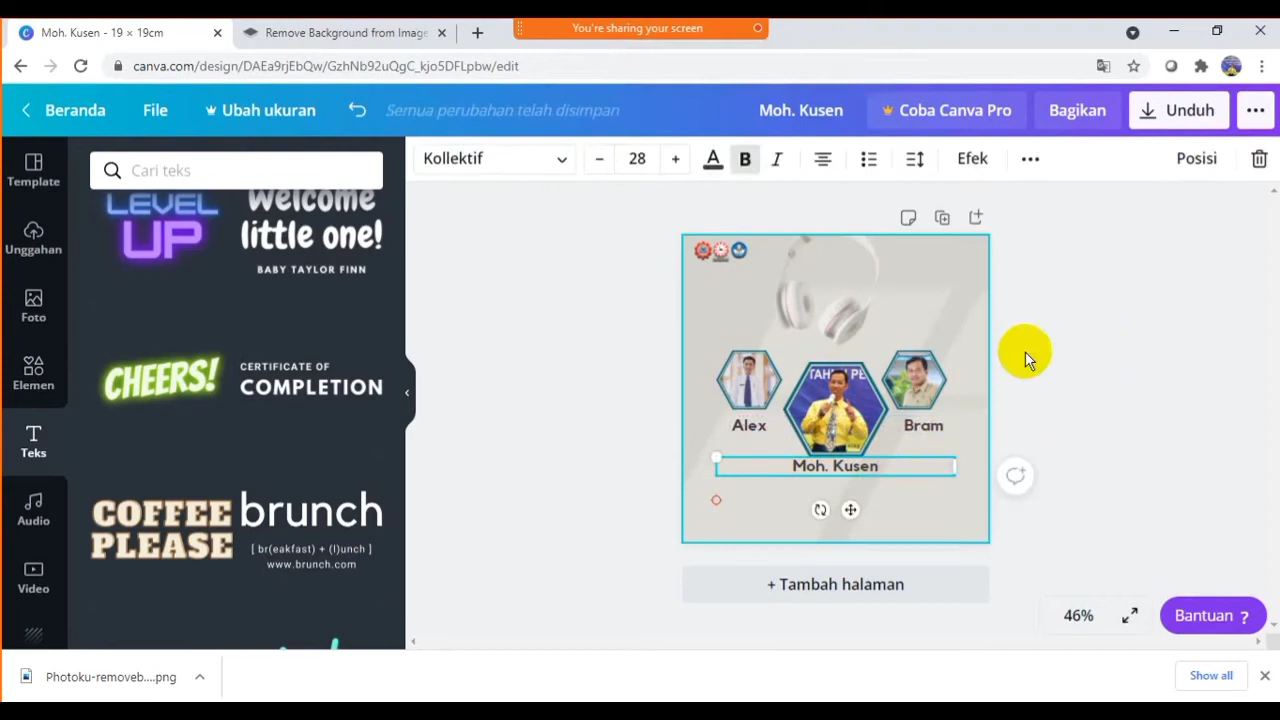 You're sharing your screen
Moh. Kusen - 19 × 19cm
Remove Background from Image
canva.com/design/DAEa9rjEbQw/GzhNb92uQgC_kjo5DFLpbw/edit
Beranda
File
Ubah ukuran
Semua perubahan telah disimpan
Moh. Kusen
Coba Canva Pro
Bagikan
Unduh
Template
Unggahan
Foto
Elemen
Teks
Audio
Video
Cari teks
LEVEL
UP
Welcome
little one!
BABY TAYLOR FINN
CHEERS!
CERTIFICATE OF
COMPLETION
COFFEE
PLEASE
brunch
[ br(eakfast) + (l)unch ]
www.brunch.com
Kollektif
28
A
B
I
Efek
Posisi
Alex
Bram
Moh. Kusen
+ Tambah halaman
46%
Bantuan ?
Photoku-removeb....png
Show all